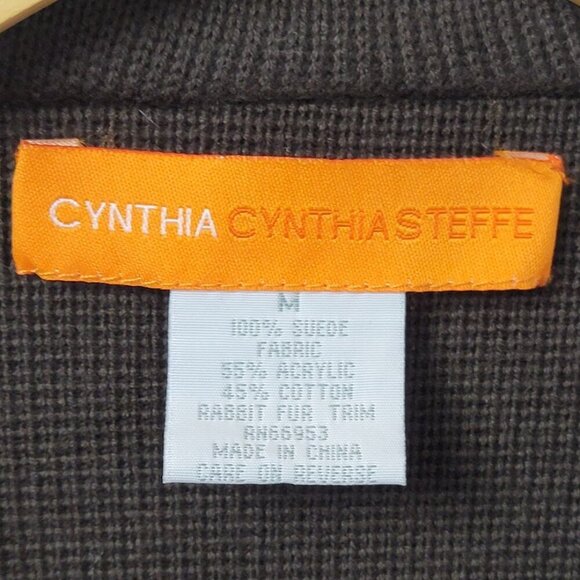 CYNTHIA CYNTHIA STEFFE
M
100% SUEDE
FABRIC
55% ACRYLIC
45% COTTON
RABBIT FUR TRIM
RN66953
MADE IN CHINA
CARE ON REVERSE